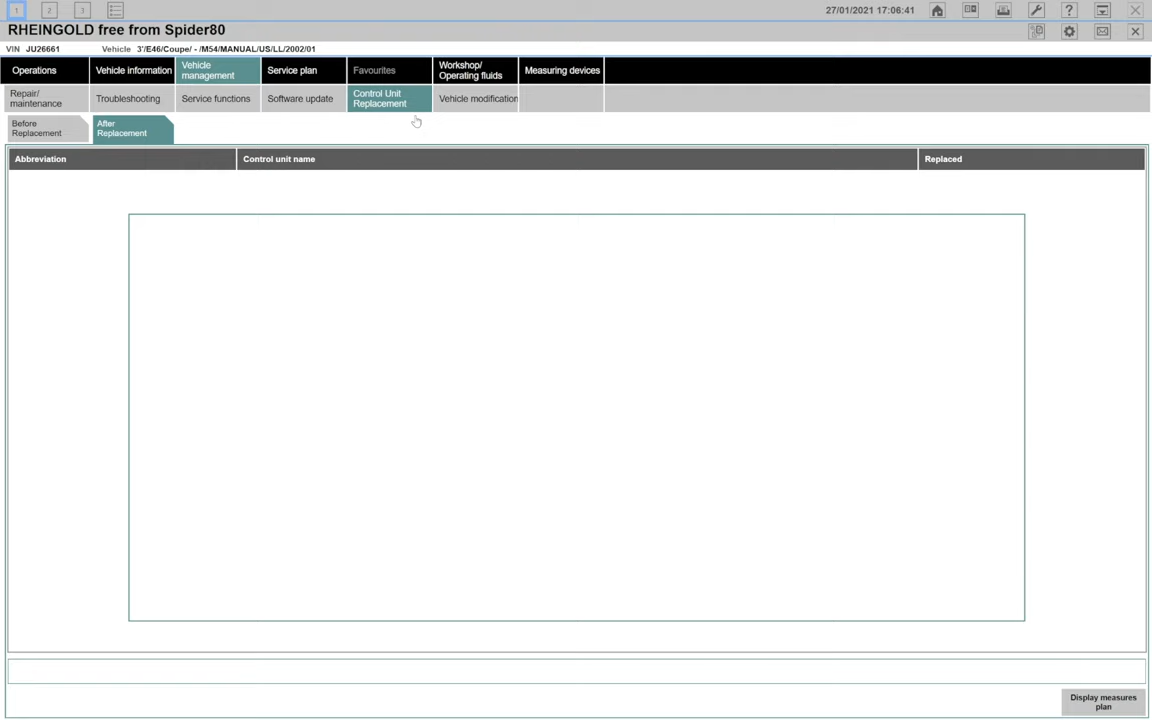 1 2 3 27/01/2021 17:06:41 ?
RHEINGOLD free from Spider80
VIN JU26661 Vehicle 3'/E46/Coupe/ - /M54/MANUAL/US/LL/2002/01
Operations Vehicle information Vehicle management Service plan Favourites Workshop/ Operating fluids Measuring devices
Repair/ maintenance Troubleshooting Service functions Software update Control Unit Replacement Vehicle modification
Before Replacement After Replacement
Abbreviation Control unit name Replaced
Display measures
plan